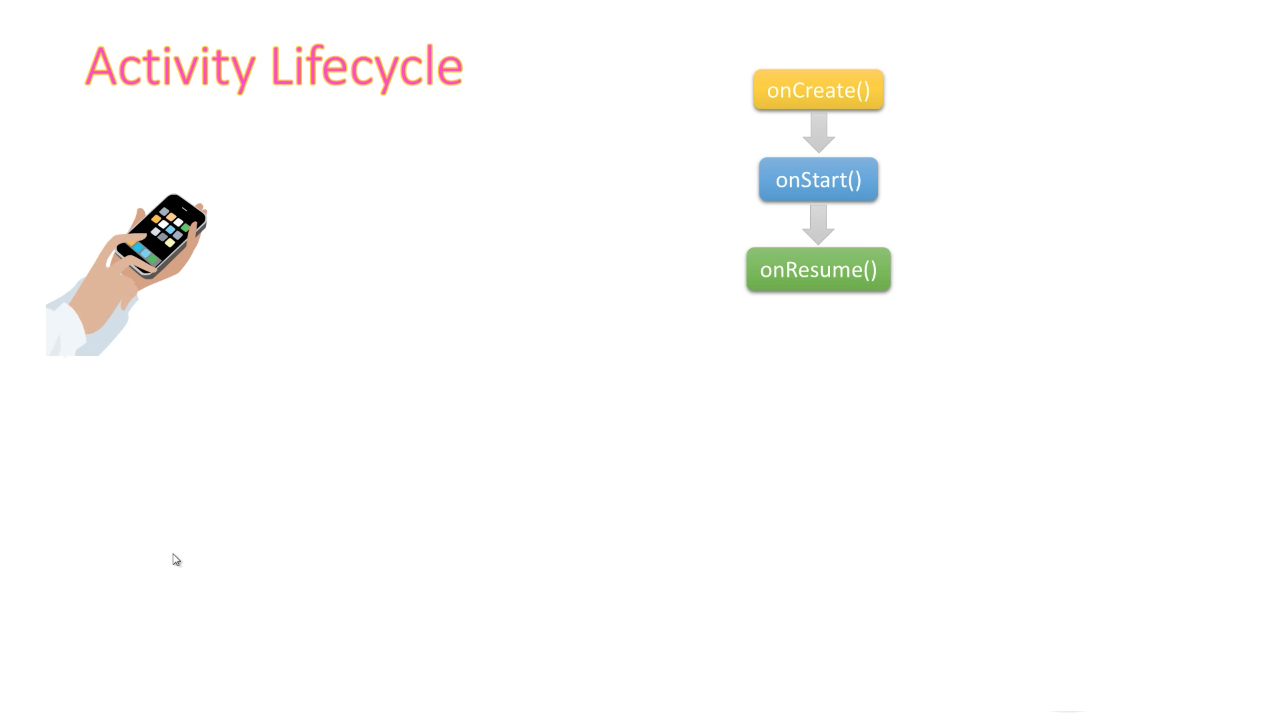 Activity Lifecycle
onCreate()
onStart()
onResume()